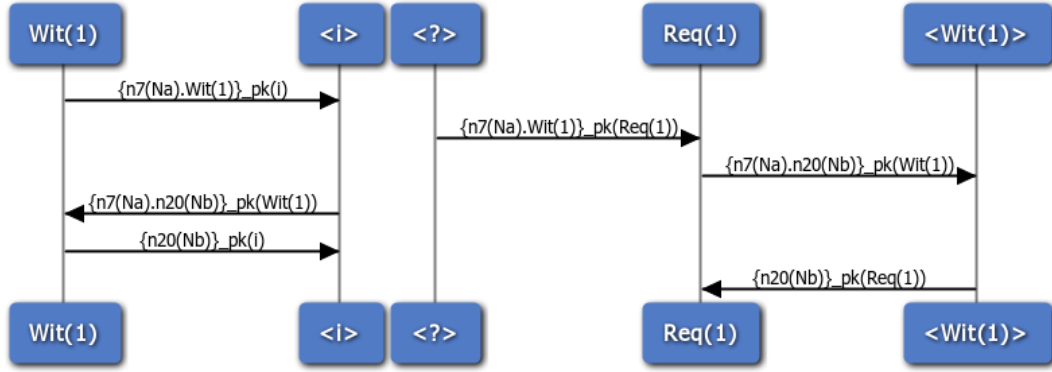 Wit(1) <i> <?> Req(1) <Wit(1)>
{n7(Na).Wit(1)}_pk(i)
{n7(Na).Wit(1)}_pk(Req(1))
{n7(Na).n20(Nb)}_pk(Wit(1))
{n7(Na).n20(Nb)}_pk(Wit(1))
{n20(Nb)}_pk(i)
{n20(Nb)}_pk(Req(1))
Wit(1) <i> <?> Req(1) <Wit(1)>